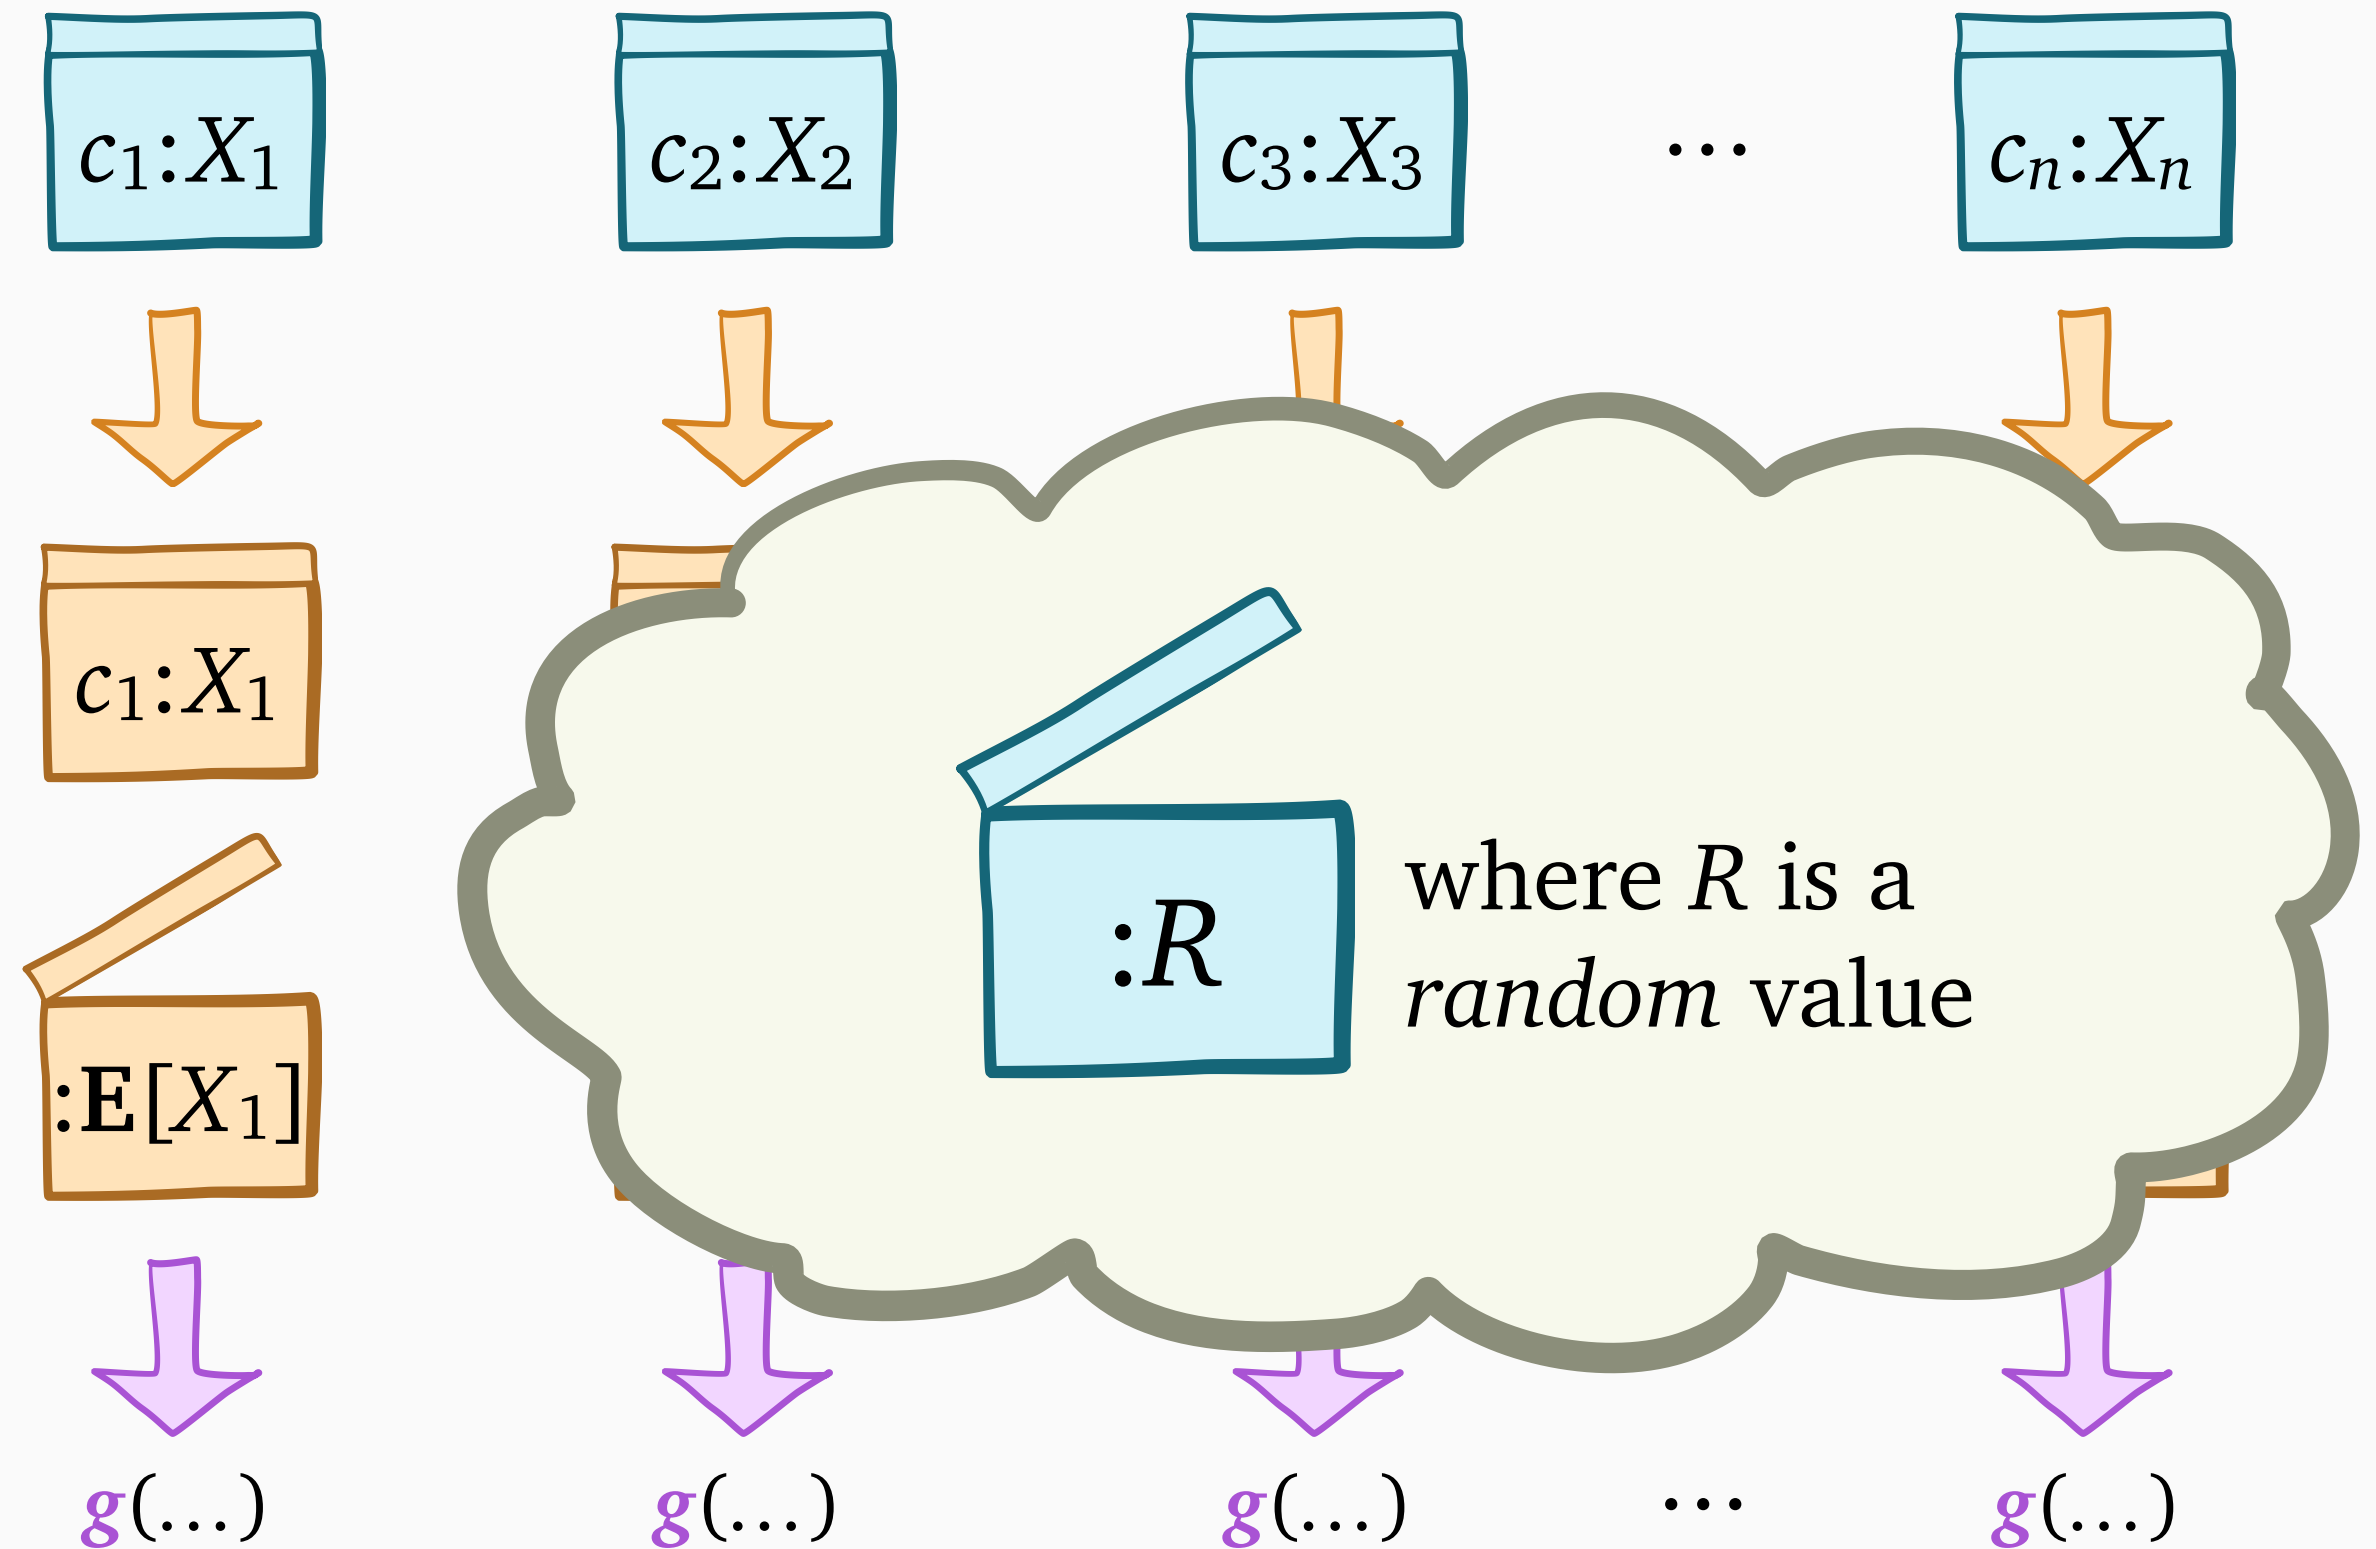 c₁:X₁ c₂:X₂ c₃:X₃ ... cₙ:Xₙ
c₁:X₁
:E[X₁]
:R
where R is a
random value
g(...) g(...) g(...) ... g(...)